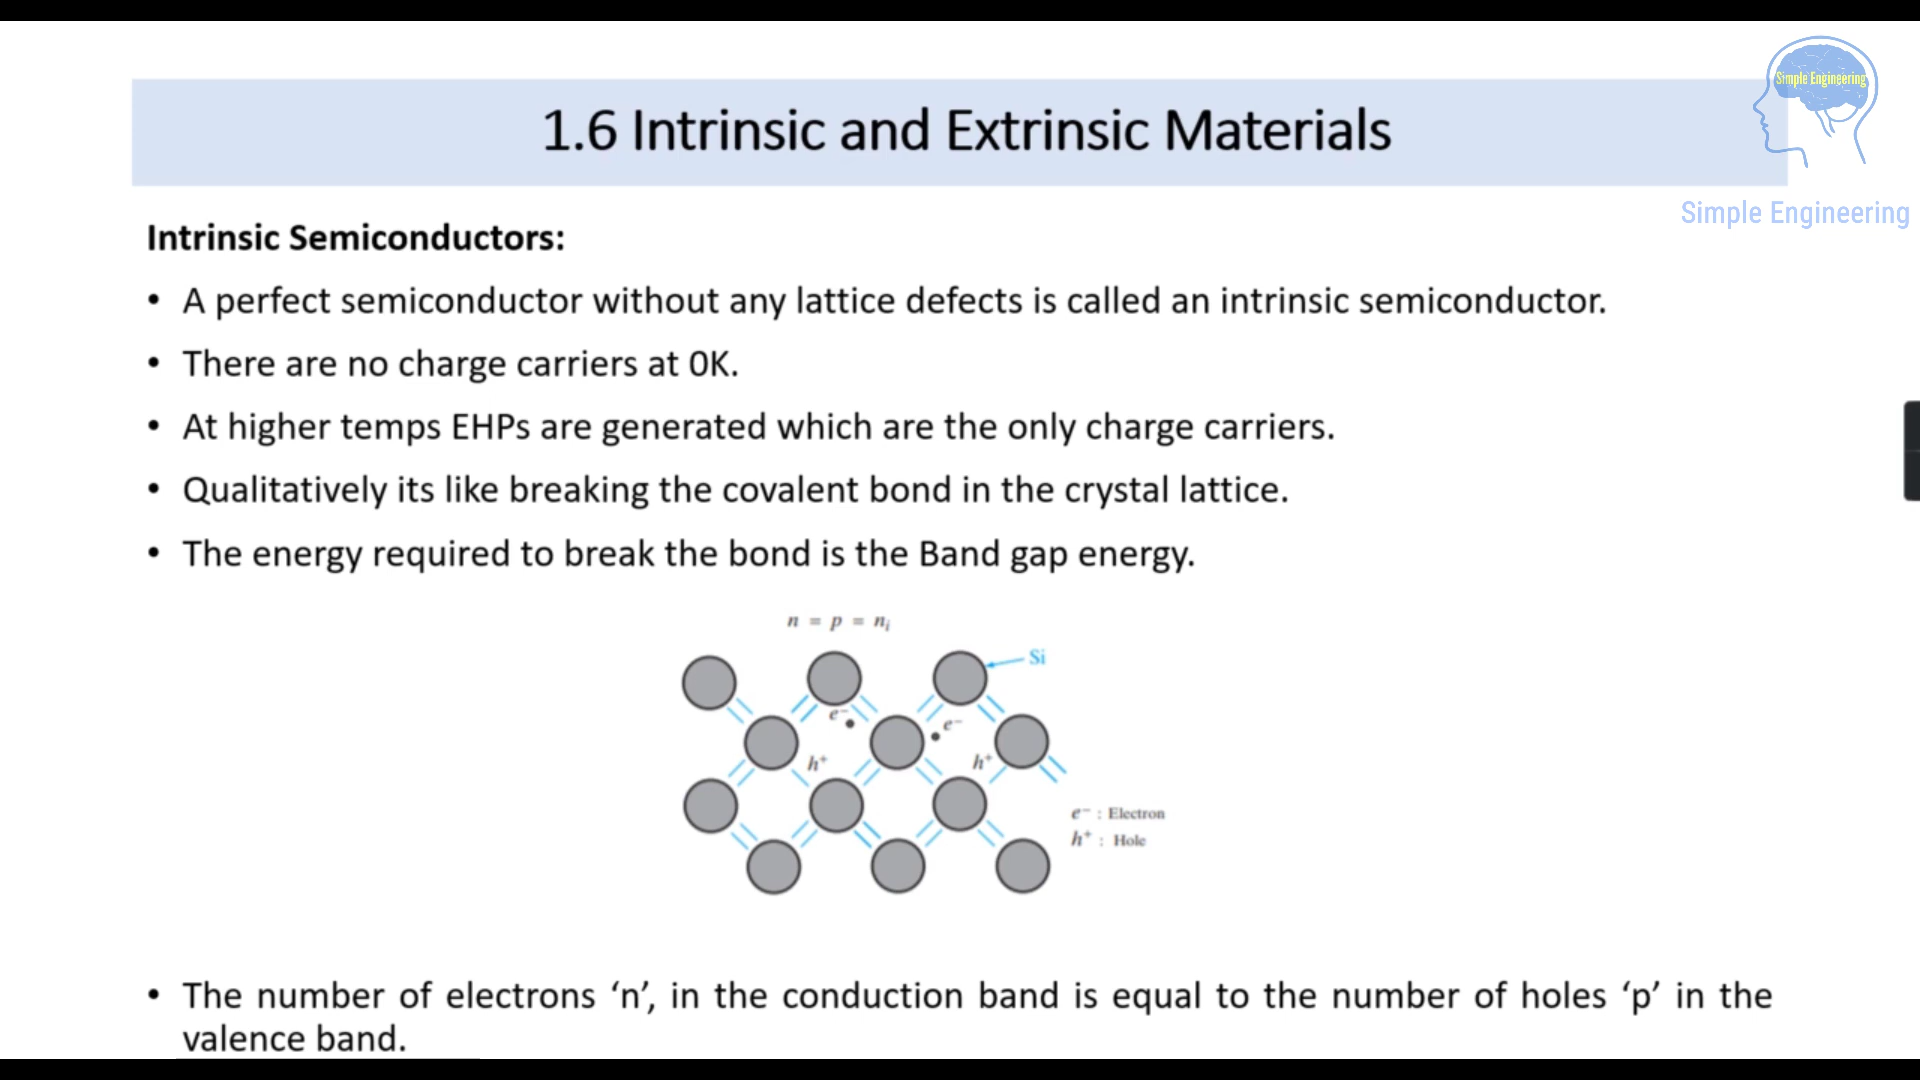 Simple Engineering
1.6 Intrinsic and Extrinsic Materials
Simple Engineering
Intrinsic Semiconductors:
• A perfect semiconductor without any lattice defects is called an intrinsic semiconductor.
• There are no charge carriers at 0K.
• At higher temps EHPs are generated which are the only charge carriers.
• Qualitatively its like breaking the covalent bond in the crystal lattice.
• The energy required to break the bond is the Band gap energy.
n = p = nᵢ
Si
e⁻
e⁻
h⁺
h⁺
e⁻ : Electron
h⁺ : Hole
• The number of electrons ‘n’, in the conduction band is equal to the number of holes ‘p’ in the
valence band.